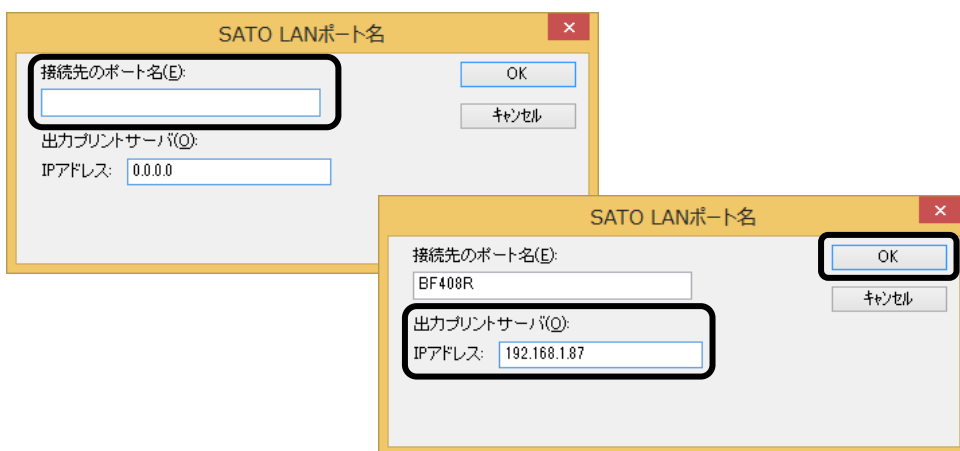 SATO LANポート名
接続先のポート名(E):
OK
キャンセル
出力プリントサーバ(O):
IPアドレス: 0.0.0.0
SATO LANポート名
接続先のポート名(E):
OK
BF408R
キャンセル
出力プリントサーバ(O):
IPアドレス: 192.168.1.87